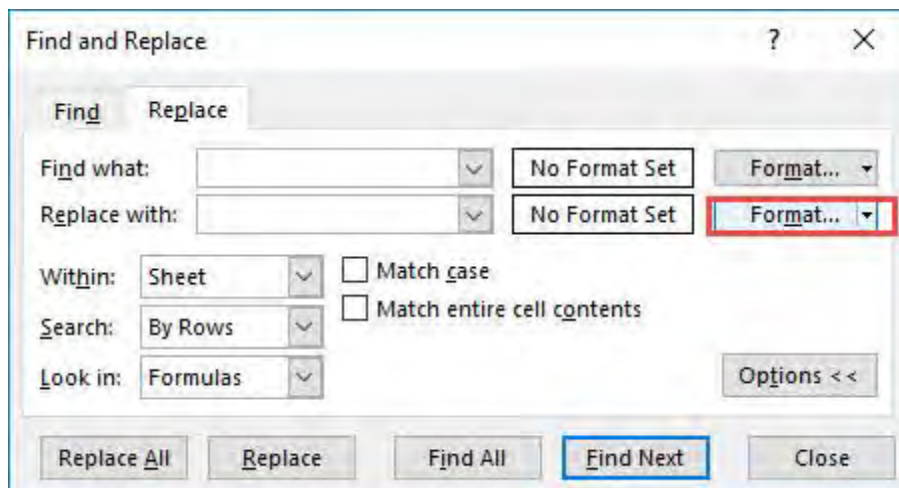 Find and Replace ?
Find Replace
Find what: No Format Set Format...
Replace with: No Format Set Format...
Within: Sheet Match case
Match entire cell contents
Search: By Rows
Look in: Formulas Options <<
Replace All Replace Find All Find Next Close